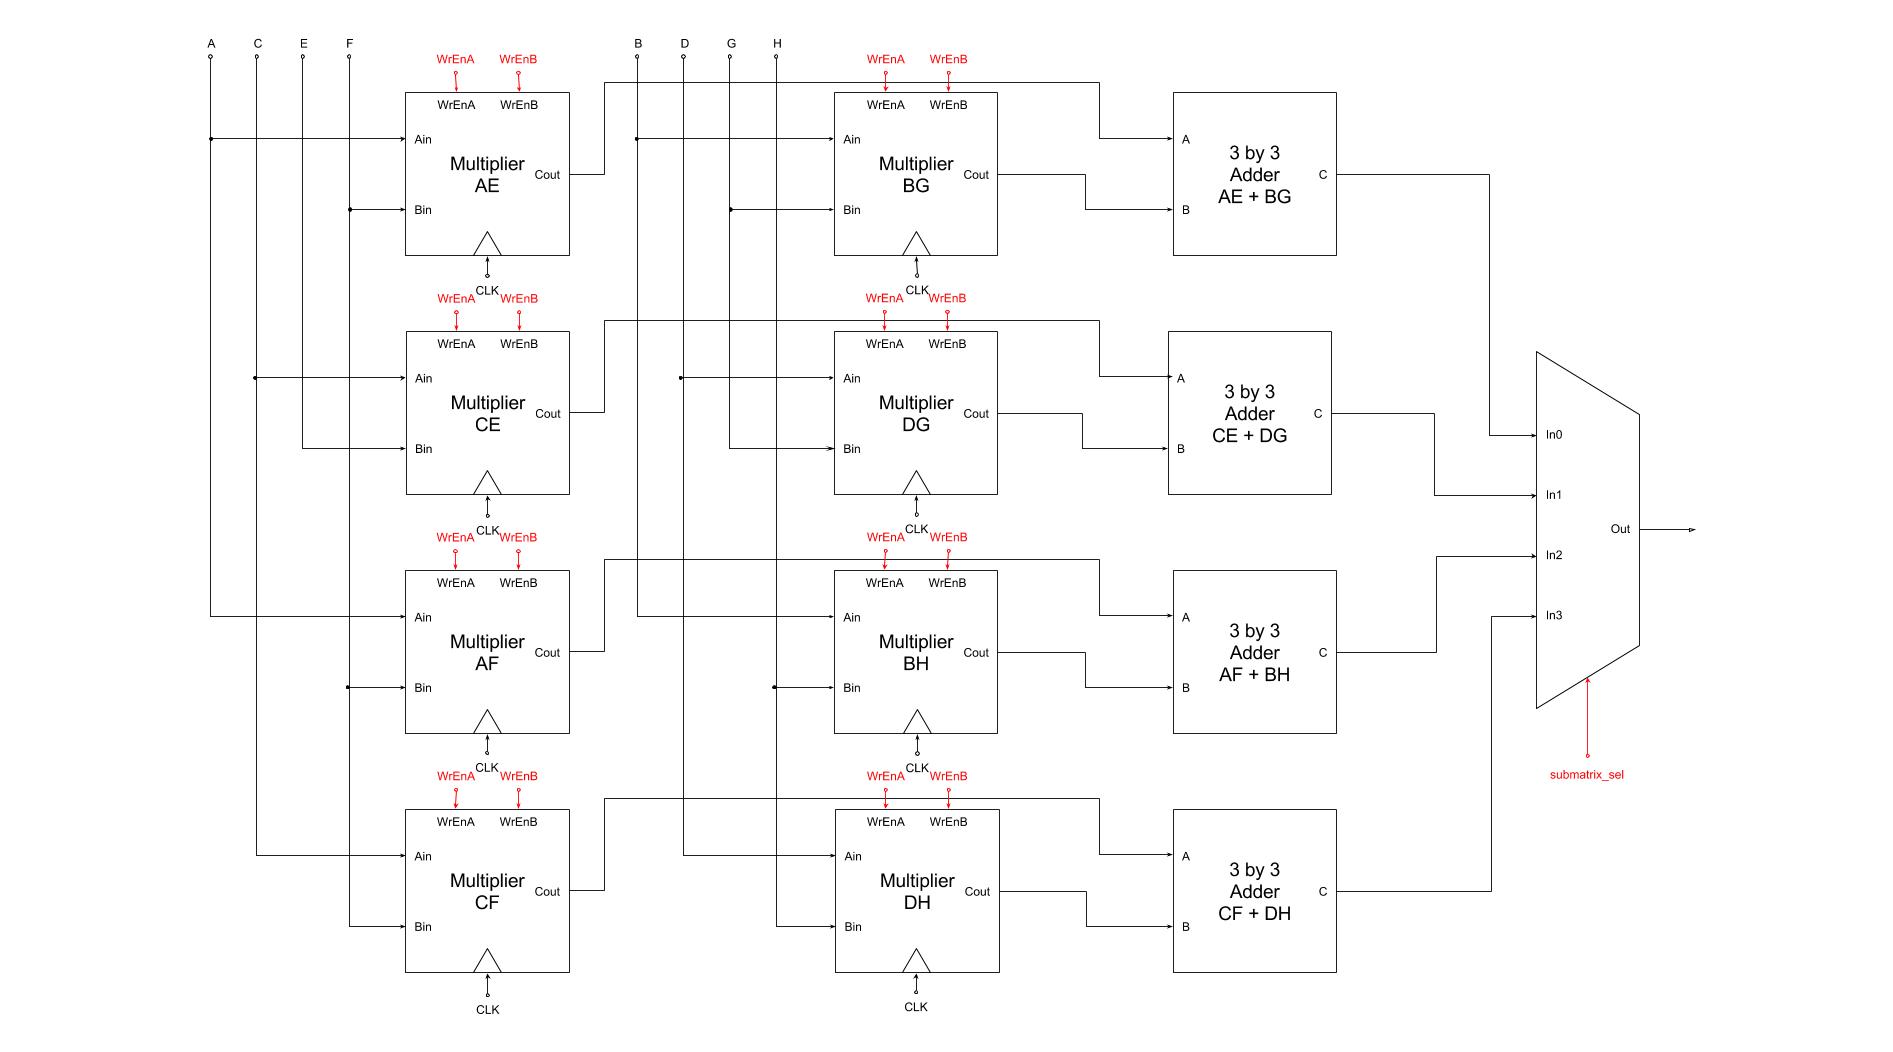 A C E F B D G H
WrEnA WrEnB WrEnA WrEnB
WrEnA WrEnB WrEnA WrEnB
Ain Ain A
Multiplier
AE
Cout
Multiplier
BG
Cout
3 by 3
Adder
AE + BG
C
Bin Bin B
CLK CLK
WrEnA WrEnB WrEnA WrEnB
WrEnA WrEnB WrEnA WrEnB
Ain Ain A
Multiplier
CE
Cout
Multiplier
DG
Cout
3 by 3
Adder
CE + DG
C
Bin Bin B
In0
In1
In2
In3
Out
submatrix_sel
CLK CLK
WrEnA WrEnB WrEnA WrEnB
WrEnA WrEnB WrEnA WrEnB
Ain Ain A
Multiplier
AF
Cout
Multiplier
BH
Cout
3 by 3
Adder
AF + BH
C
Bin Bin B
CLK CLK
WrEnA WrEnB WrEnA WrEnB
WrEnA WrEnB WrEnA WrEnB
Ain Ain A
Multiplier
CF
Cout
Multiplier
DH
Cout
3 by 3
Adder
CF + DH
C
Bin Bin B
CLK CLK